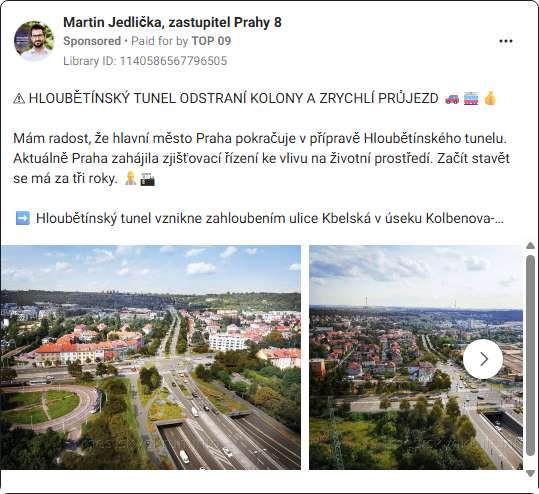 Martin Jedlička, zastupitel Prahy 8
Sponsored • Paid for by TOP 09
Library ID: 1140586567796505
⚠ HLOUBĚTÍNSKÝ TUNEL ODSTRANÍ KOLONY A ZRYCHLÍ PRŮJEZD 🚗 🚋 👍
Mám radost, že hlavní město Praha pokračuje v přípravě Hloubětínského tunelu.
Aktuálně Praha zahájila zjišťovací řízení ke vlivu na životní prostředí. Začít stavět
se má za tři roky.
➡ Hloubětínský tunel vznikne zahloubením ulice Kbelská v úseku Kolbenova-...